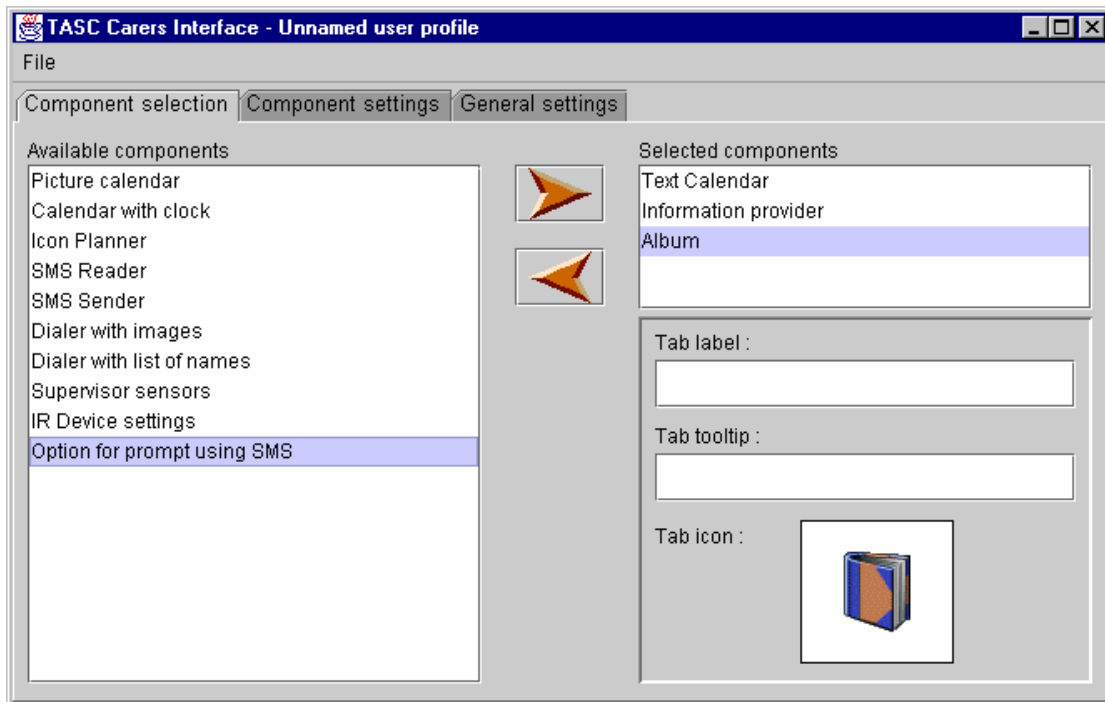 TASC Carers Interface - Unnamed user profile
File
Component selection Component settings General settings
Available components
Picture calendar
Calendar with clock
Icon Planner
SMS Reader
SMS Sender
Dialer with images
Dialer with list of names
Supervisor sensors
IR Device settings
Option for prompt using SMS
Selected components
Text Calendar
Information provider
Album
Tab label :
Tab tooltip :
Tab icon :